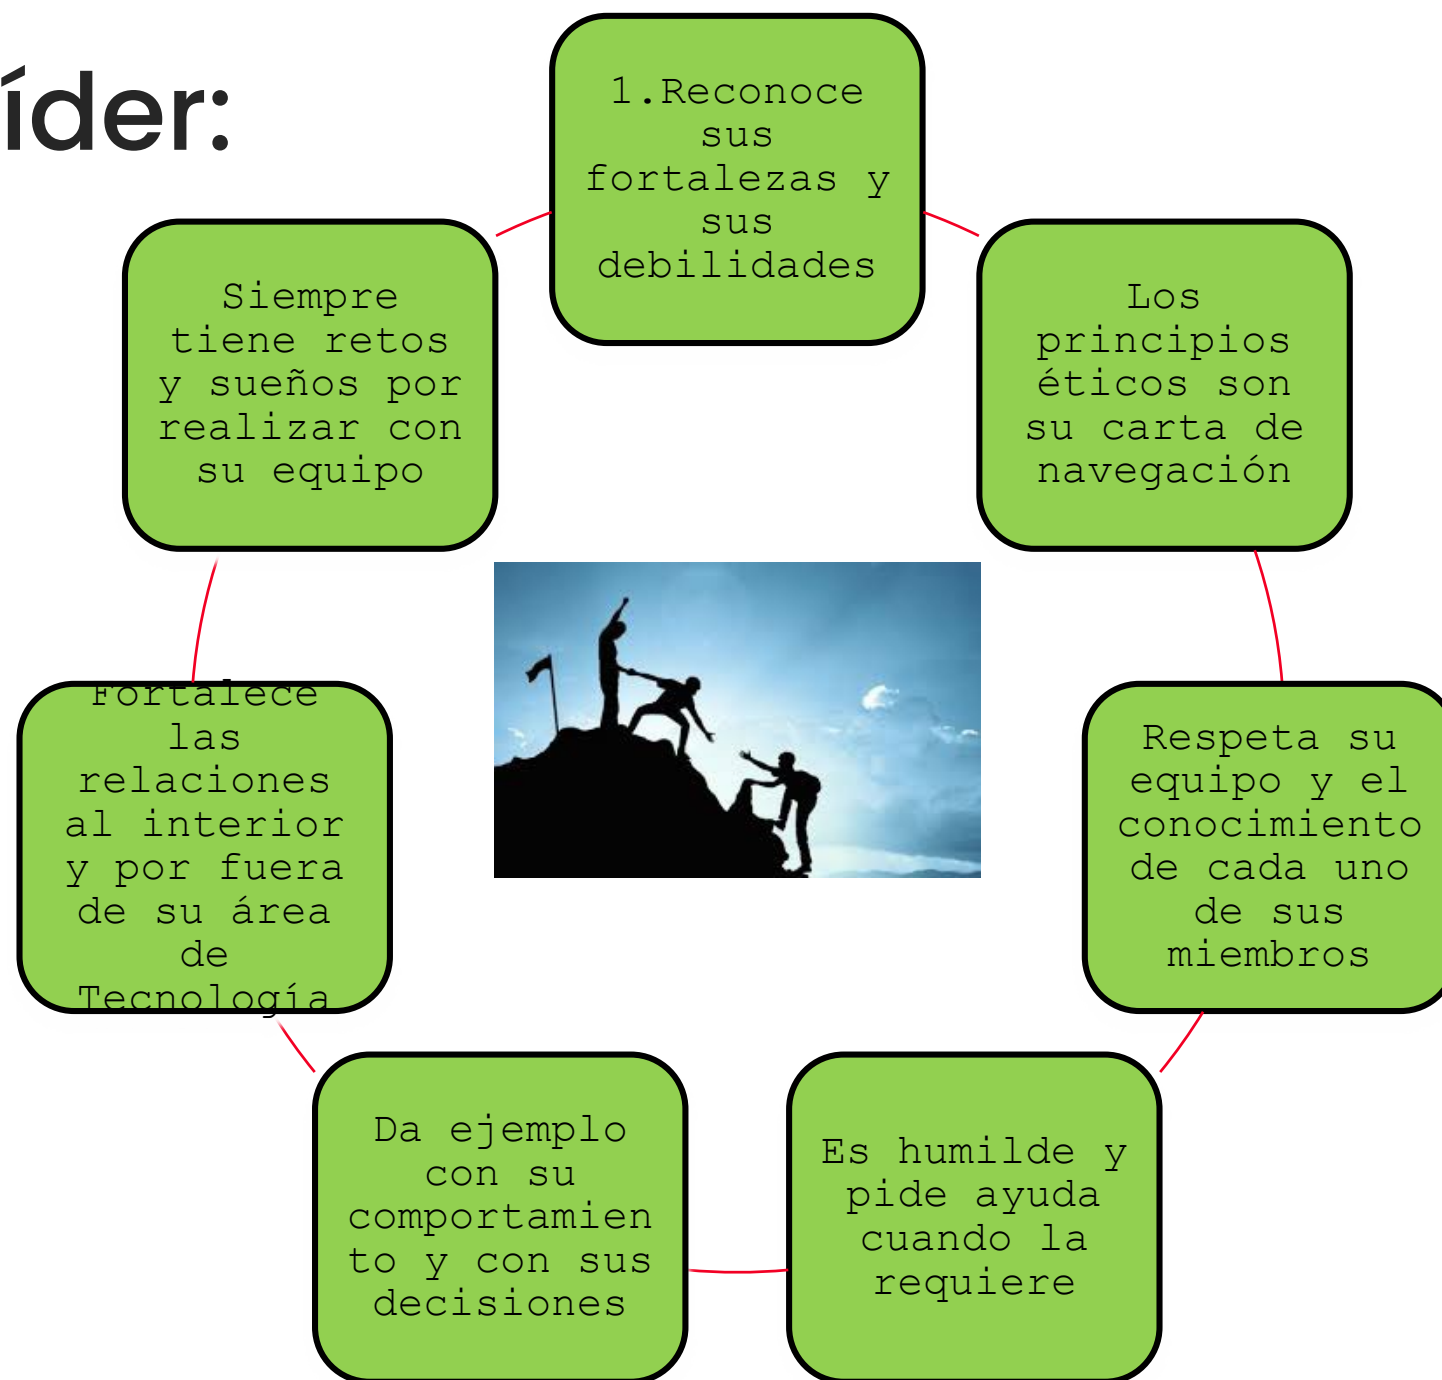 íder:
1.Reconoce
sus
fortalezas y
sus
debilidades
Los
principios
éticos son
su carta de
navegación
Respeta su
equipo y el
conocimiento
de cada uno
de sus
miembros
Es humilde y
pide ayuda
cuando la
requiere
Da ejemplo
con su
comportamien
to y con sus
decisiones
Fortalece
las
relaciones
al interior
y por fuera
de su área
de
Tecnología
Siempre
tiene retos
y sueños por
realizar con
su equipo